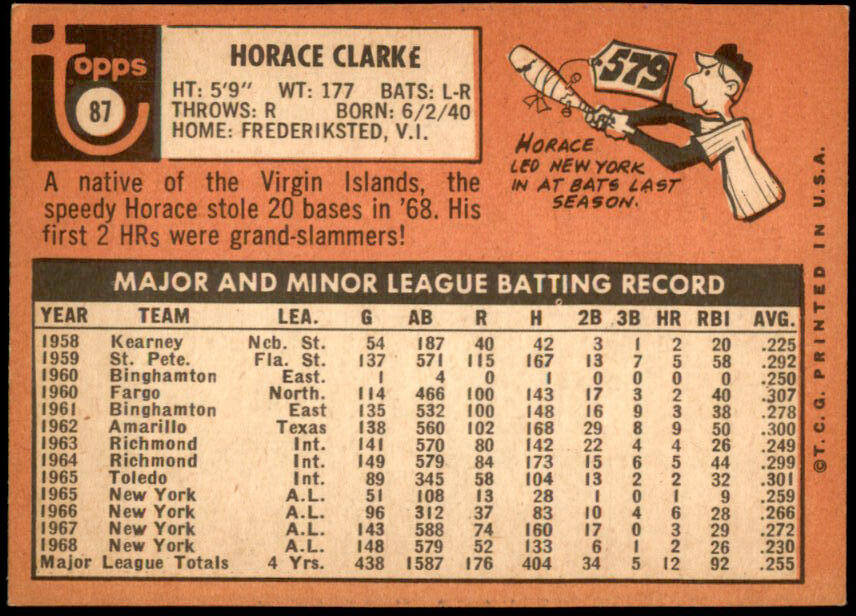 topps
87
HORACE CLARKE
HT: 5'9" WT: 177 BATS: L-R
THROWS: R BORN: 6/2/40
HOME: FREDERIKSTED, V.I.
A native of the Virgin Islands, the
speedy Horace stole 20 bases in '68. His
first 2 HRs were grand-slammers!
579
HORACE
LED NEW YORK
IN AT BATS LAST
SEASON.
MAJOR AND MINOR LEAGUE BATTING RECORD
YEAR TEAM LEA. G AB R H 2B 3B HR RBI AVG.
1958 Kearney Neb. St. 54 187 40 42 3 1 2 20 .225
1959 St. Pete. Fla. St. 137 571 115 167 13 7 5 58 .292
1960 Binghamton East. 1 4 0 1 0 0 0 0 .250
1960 Fargo North. 114 466 100 143 17 3 2 40 .307
1961 Binghamton East 135 532 100 148 16 9 3 38 .278
1962 Amarillo Texas 138 560 102 168 29 8 9 50 .300
1963 Richmond Int. 141 570 80 142 22 4 4 26 .249
1964 Richmond Int. 149 579 84 173 15 6 5 44 .299
1965 Toledo Int. 89 345 58 104 13 2 2 32 .301
1965 New York A.L. 51 108 13 28 1 0 1 9 .259
1966 New York A.L. 96 312 37 83 10 4 6 28 .266
1967 New York A.L. 143 588 74 160 17 0 3 29 .272
1968 New York A.L. 148 579 52 133 6 1 2 26 .230
Major League Totals 4 Yrs. 438 1587 176 404 34 5 12 92 .255
©T.C.G. PRINTED IN U.S.A.